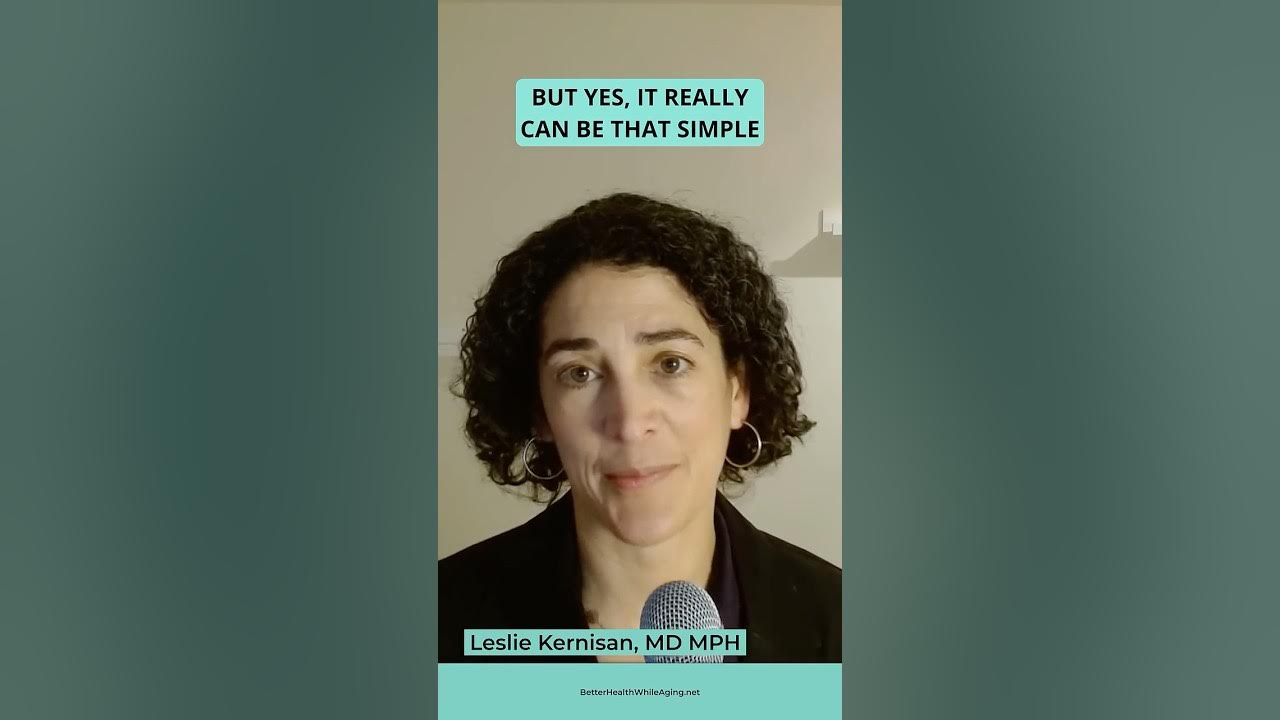 BUT YES, IT REALLY
CAN BE THAT SIMPLE
Leslie Kernisan, MD MPH
BetterHealthWhileAging.net